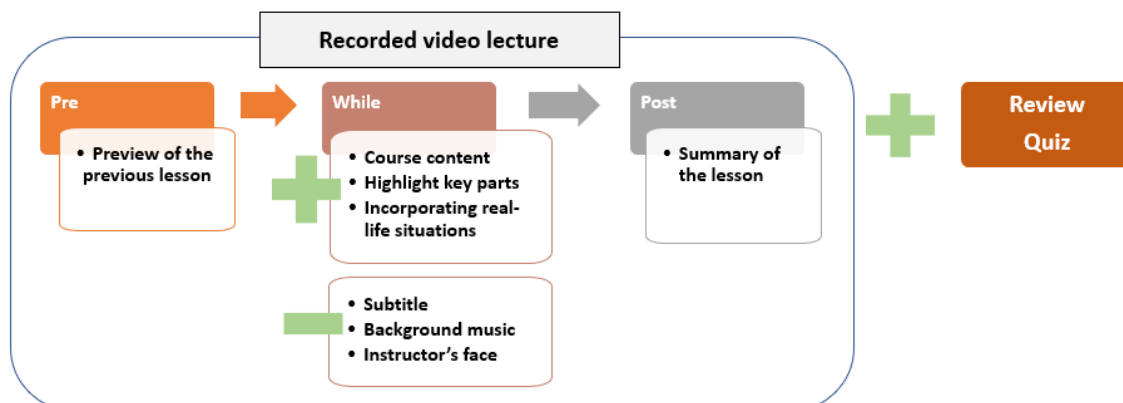 Recorded video lecture
Pre
While
Post
Review
Quiz
• Preview of the
previous lesson
• Course content
• Highlight key parts
• Incorporating real-
life situations
• Summary of
the lesson
• Subtitle
• Background music
• Instructor's face